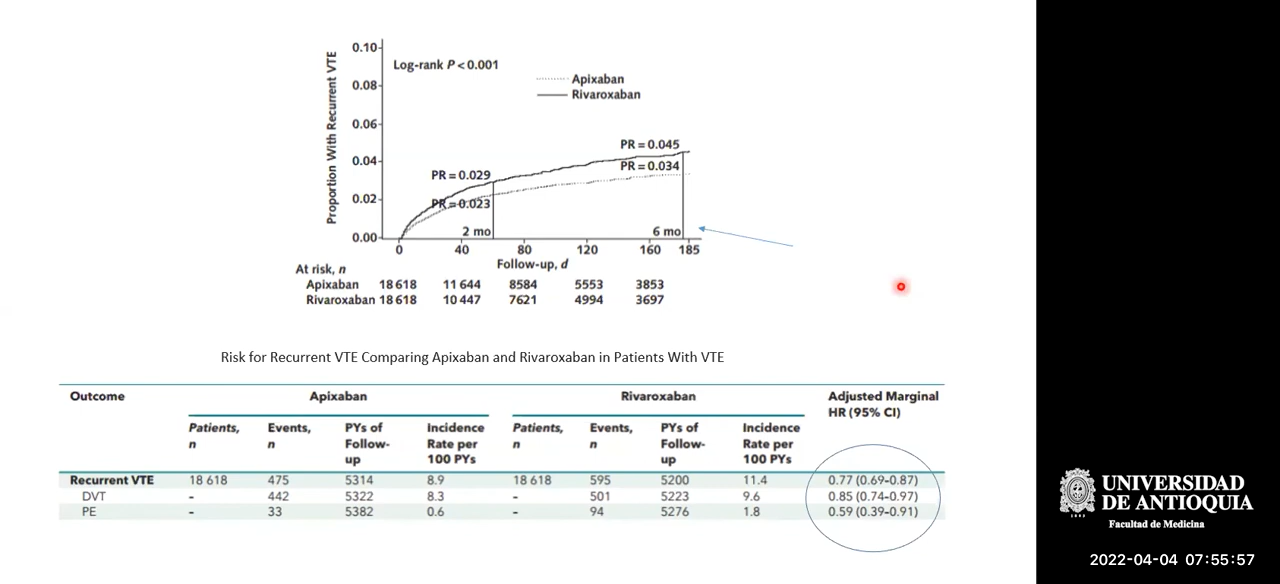 Proportion With Recurrent VTE
0.10
0.08
0.06
0.04
0.02
0.00
Log-rank P < 0.001
Apixaban
Rivaroxaban
PR = 0.045
PR = 0.034
PR = 0.029
PR = 0.023
2 mo
6 mo
0 40 80 120 160 185
Follow-up, d
At risk, n
Apixaban 18 618 11 644 8584 5553 3853
Rivaroxaban 18 618 10 447 7621 4994 3697
Risk for Recurrent VTE Comparing Apixaban and Rivaroxaban in Patients With VTE
Outcome Apixaban Rivaroxaban Adjusted Marginal
HR (95% CI)
Patients, Events, PYs of Incidence Patients, Events, PYs of Incidence
n n Follow- Rate per n n Follow- Rate per
up 100 PYs up 100 PYs
Recurrent VTE 18 618 475 5314 8.9 18 618 595 5200 11.4 0.77 (0.69–0.87)
DVT - 442 5322 8.3 - 501 5223 9.6 0.85 (0.74–0.97)
PE - 33 5382 0.6 - 94 5276 1.8 0.59 (0.39–0.91)
UNIVERSIDAD
DE ANTIOQUIA
1803
Facultad de Medicina
2022-04-04 07:55:57